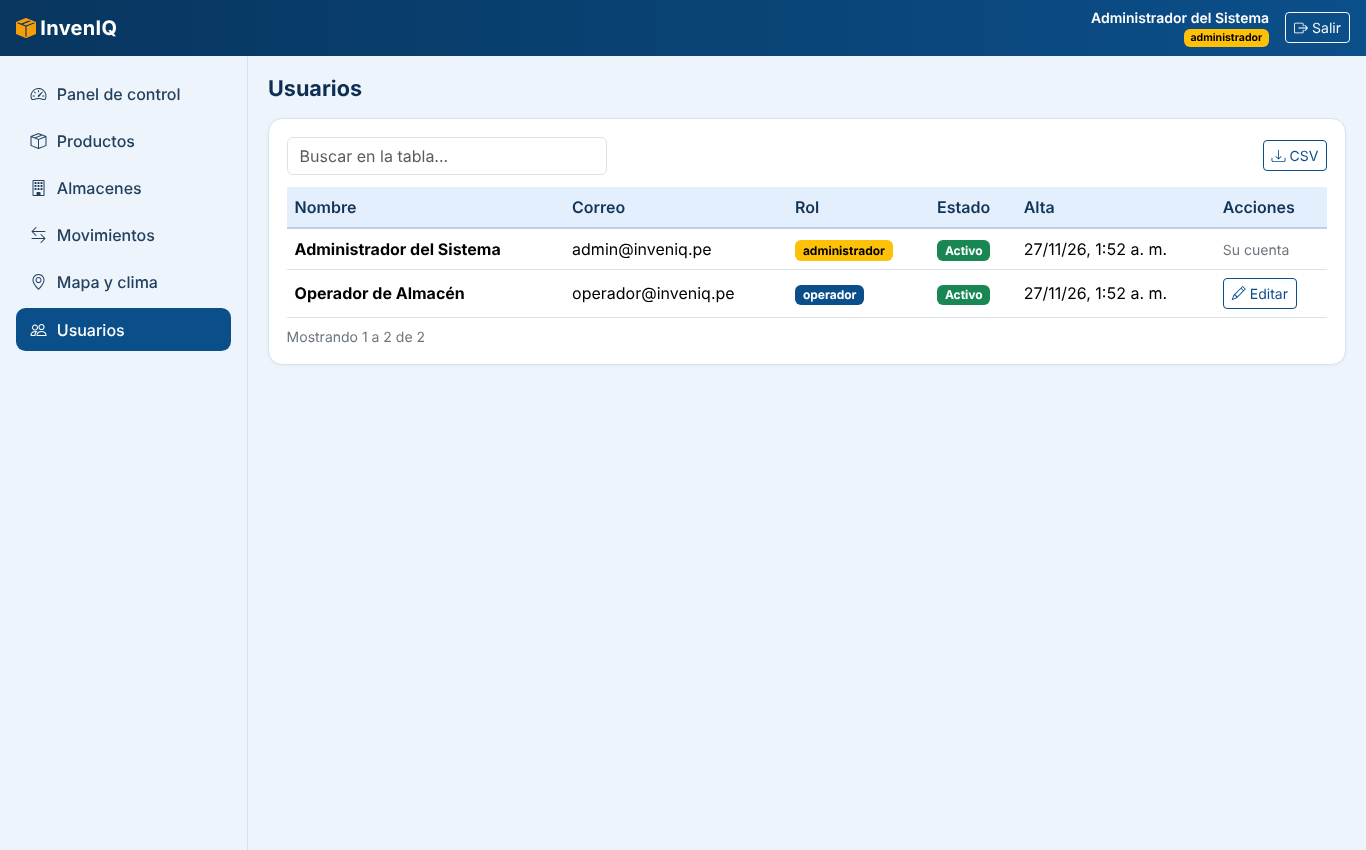 InvenIQ
Administrador del Sistema
administrador
Salir
Panel de control
Productos
Almacenes
Movimientos
Mapa y clima
Usuarios
Usuarios
Buscar en la tabla...
CSV
Nombre Correo Rol Estado Alta Acciones
Administrador del Sistema admin@inveniq.pe administrador Activo 27/11/26, 1:52 a. m. Su cuenta
Operador de Almacén operador@inveniq.pe operador Activo 27/11/26, 1:52 a. m. Editar
Mostrando 1 a 2 de 2